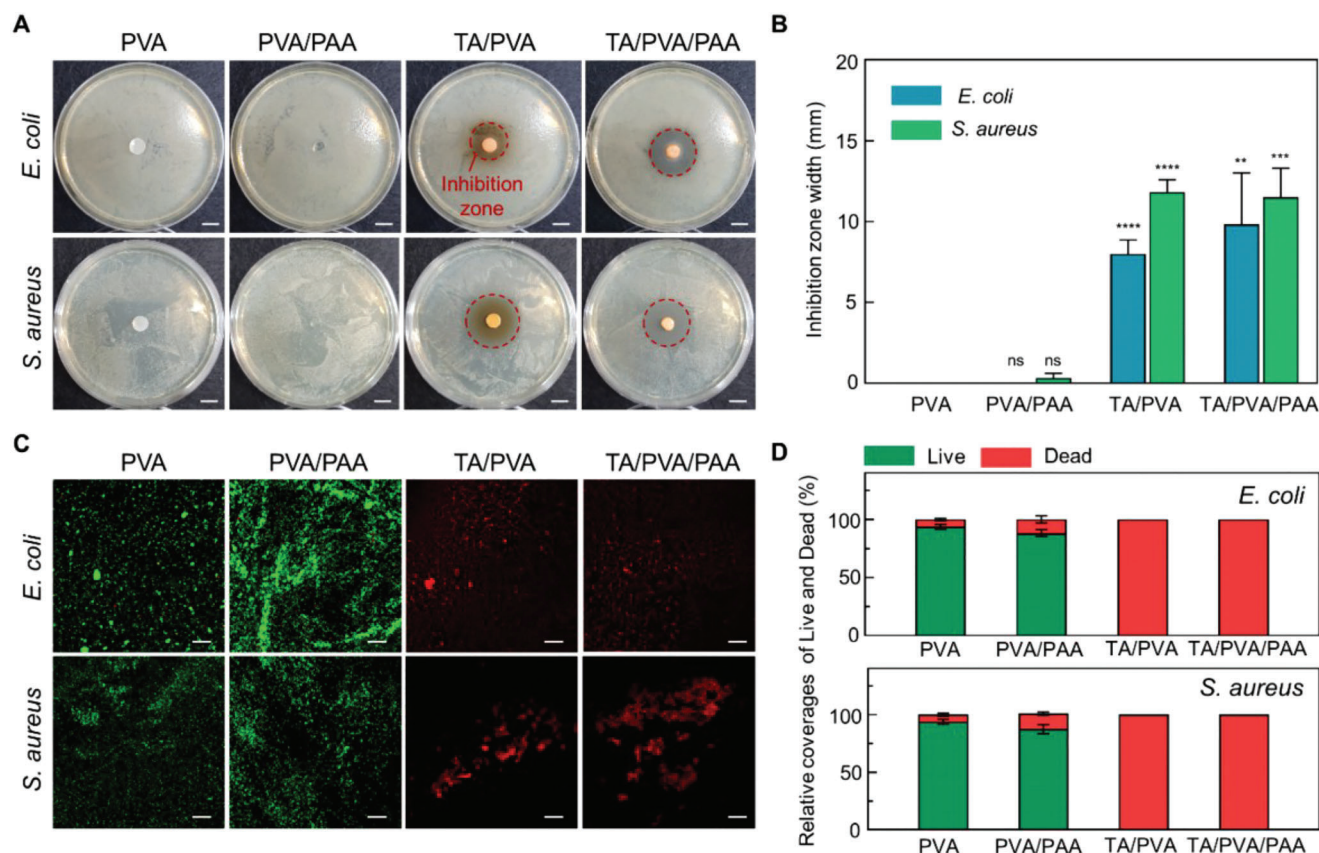 A
PVA
PVA/PAA
TA/PVA
TA/PVA/PAA
E. coli
Inhibition
zone
S. aureus
B
Inhibition zone width (mm)
20
15
10
5
0
E. coli
S. aureus
ns
ns
****
****
**
***
PVA
PVA/PAA
TA/PVA
TA/PVA/PAA
C
PVA
PVA/PAA
TA/PVA
TA/PVA/PAA
E. coli
S. aureus
D
Live
Dead
Relative coverages of Live and Dead (%)
E. coli
100
50
0
PVA
PVA/PAA
TA/PVA
TA/PVA/PAA
S. aureus
100
50
0
PVA
PVA/PAA
TA/PVA
TA/PVA/PAA